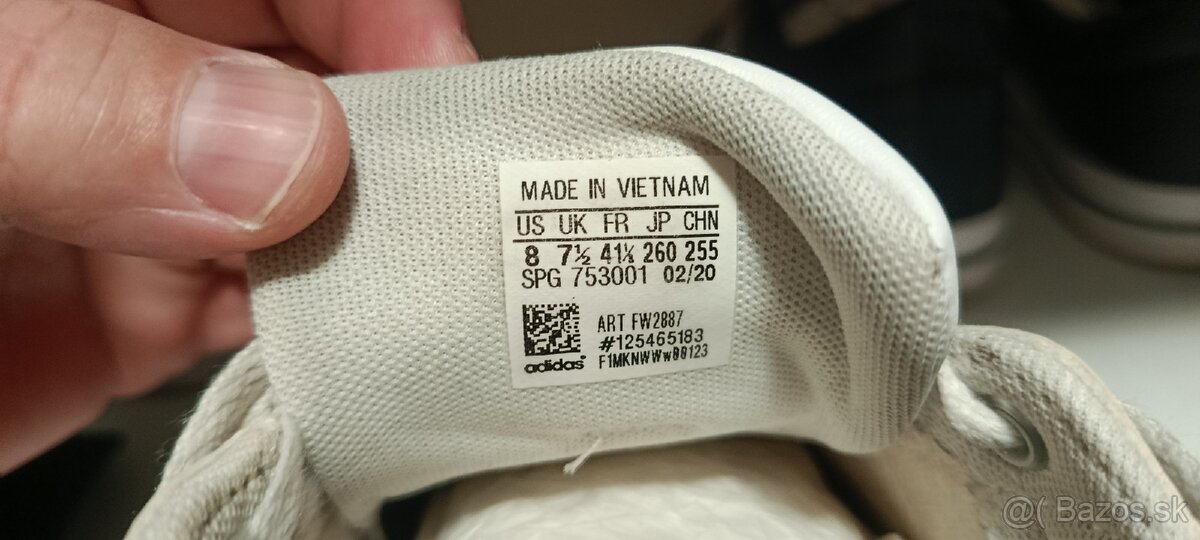 MADE IN VIETNAM
US UK FR JP CHN
8 7½ 41⅓ 260 255
SPG 753001 02/20
ART FW2887
#125465183
adidas
F1MKNWWw00123
@( Bazos.sk